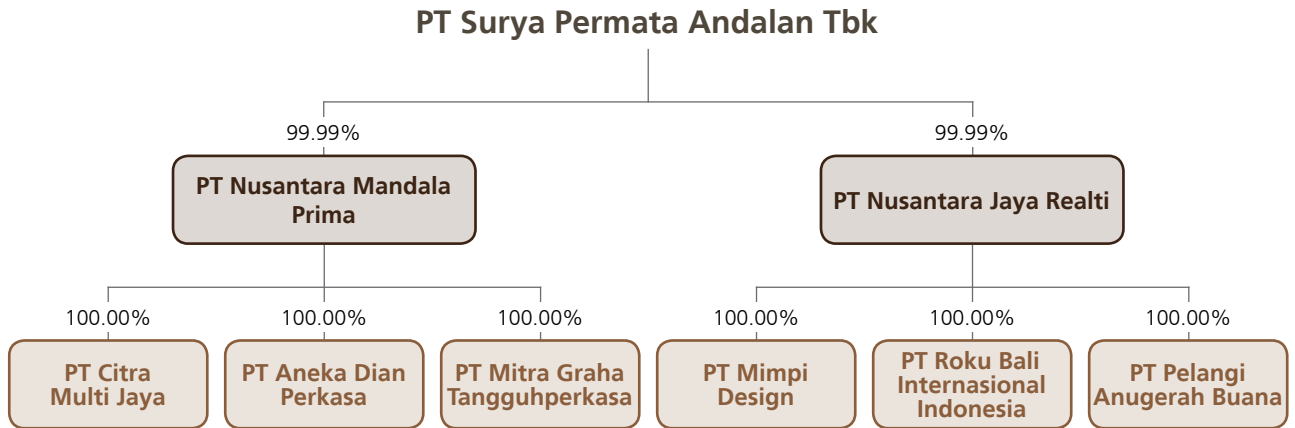 PT Surya Permata Andalan Tbk
99.99%
99.99%
PT Nusantara Mandala
Prima
PT Nusantara Jaya Realti
100.00%
100.00%
100.00%
100.00%
100.00%
100.00%
PT Citra
Multi Jaya
PT Aneka Dian
Perkasa
PT Mitra Graha
Tangguhperkasa
PT Mimpi
Design
PT Roku Bali
Internasional
Indonesia
PT Pelangi
Anugerah Buana